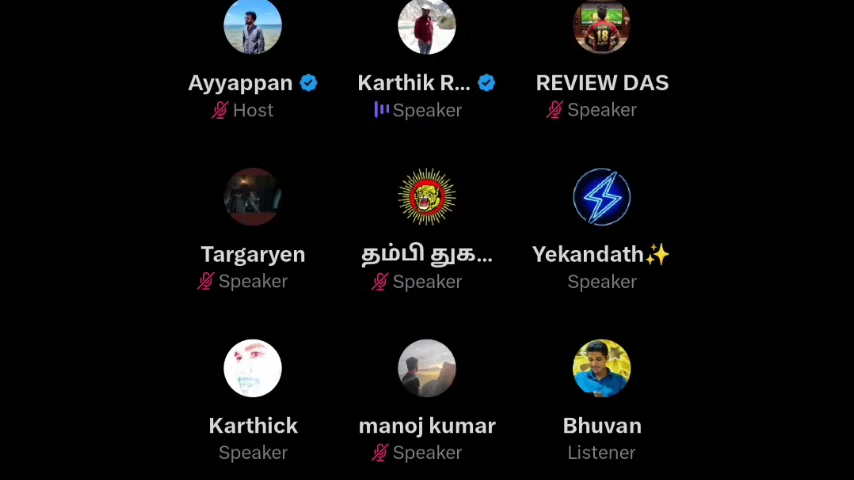 Ayyappan Karthik R... REVIEW DAS
Host Speaker Speaker
Targaryen தம்பி துக... Yekandath✨
Speaker Speaker Speaker
Karthick manoj kumar Bhuvan
Speaker Speaker Listener